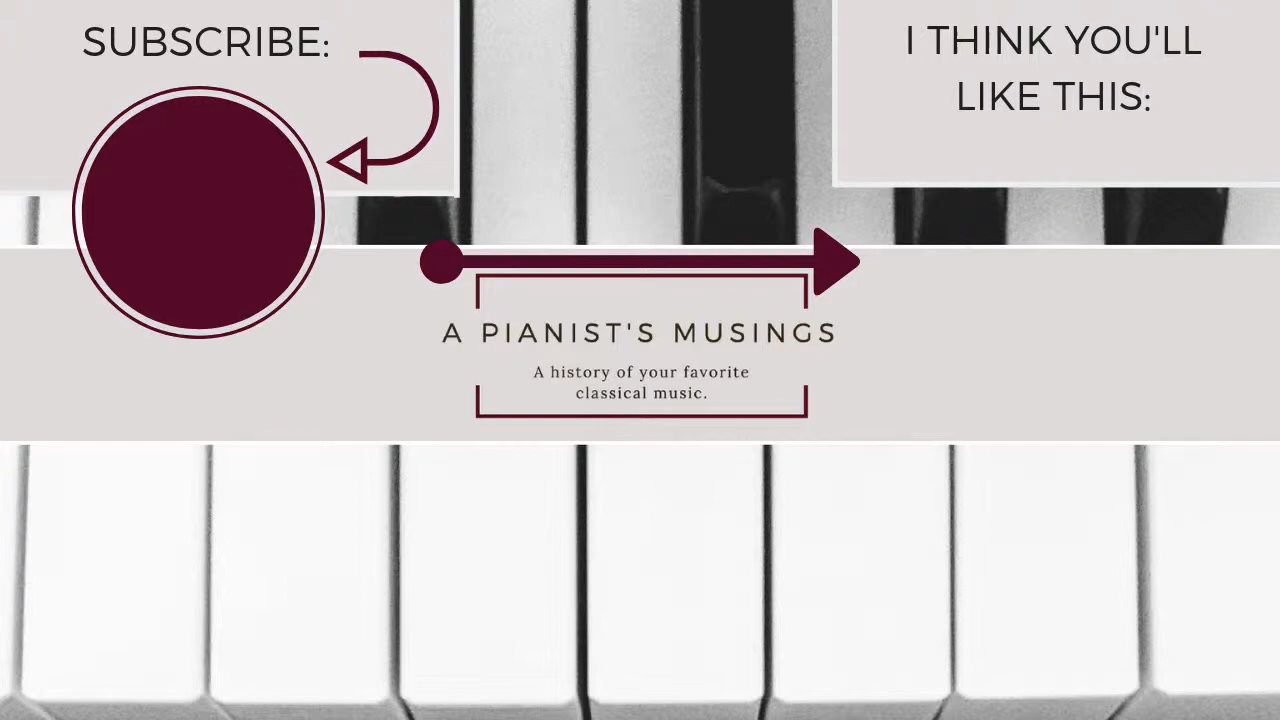 SUBSCRIBE:
I THINK YOU'LL
LIKE THIS:
A PIANIST'S MUSINGS
A history of your favorite
classical music.